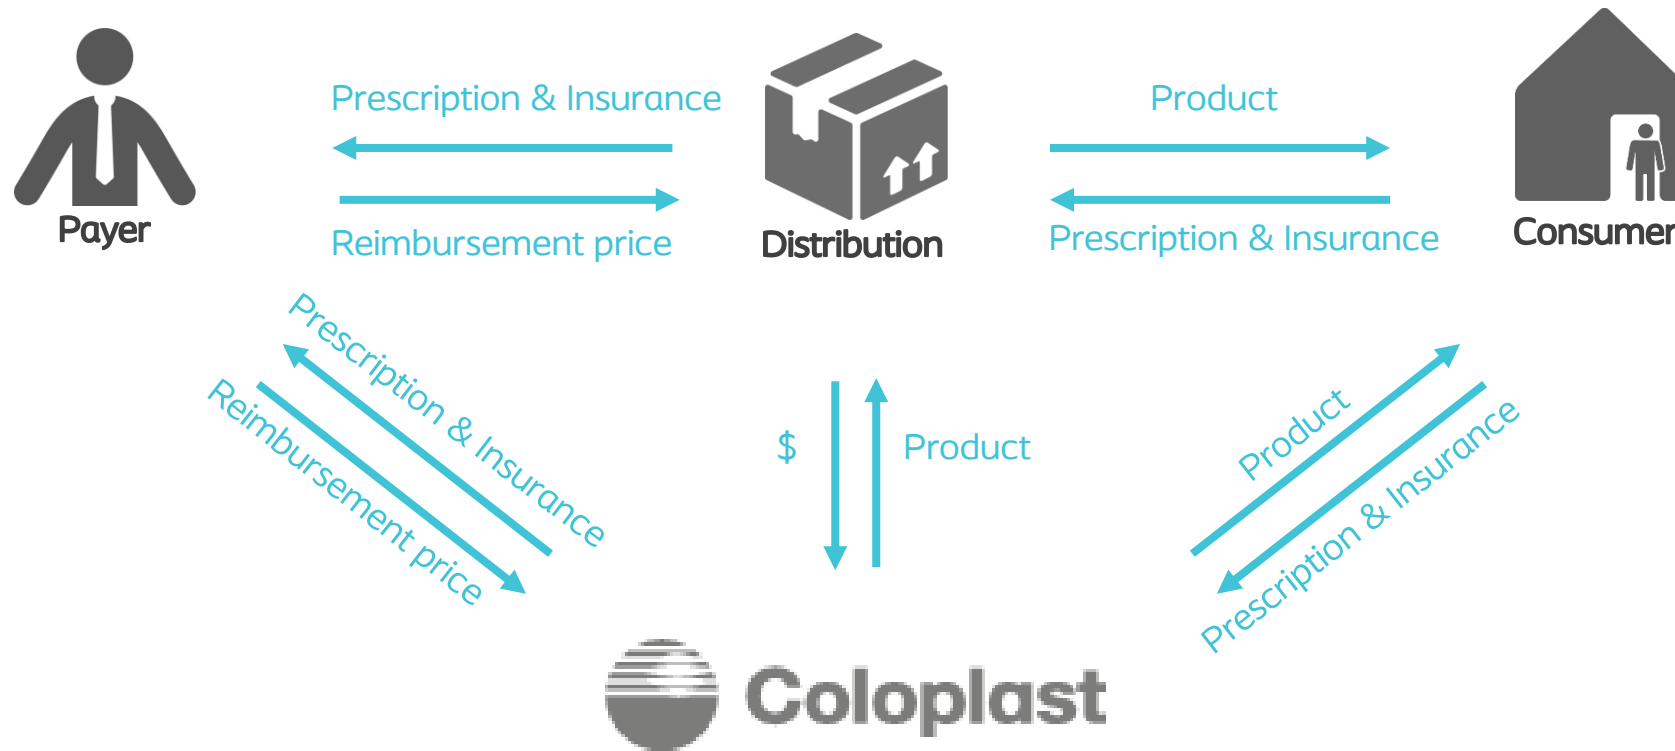 Prescription & Insurance
Product
Payer
Reimbursement price
Distribution
Prescription & Insurance
Consumer
Prescription & Insurance
Reimbursement price
$
Product
Product
Prescription & Insurance
Coloplast